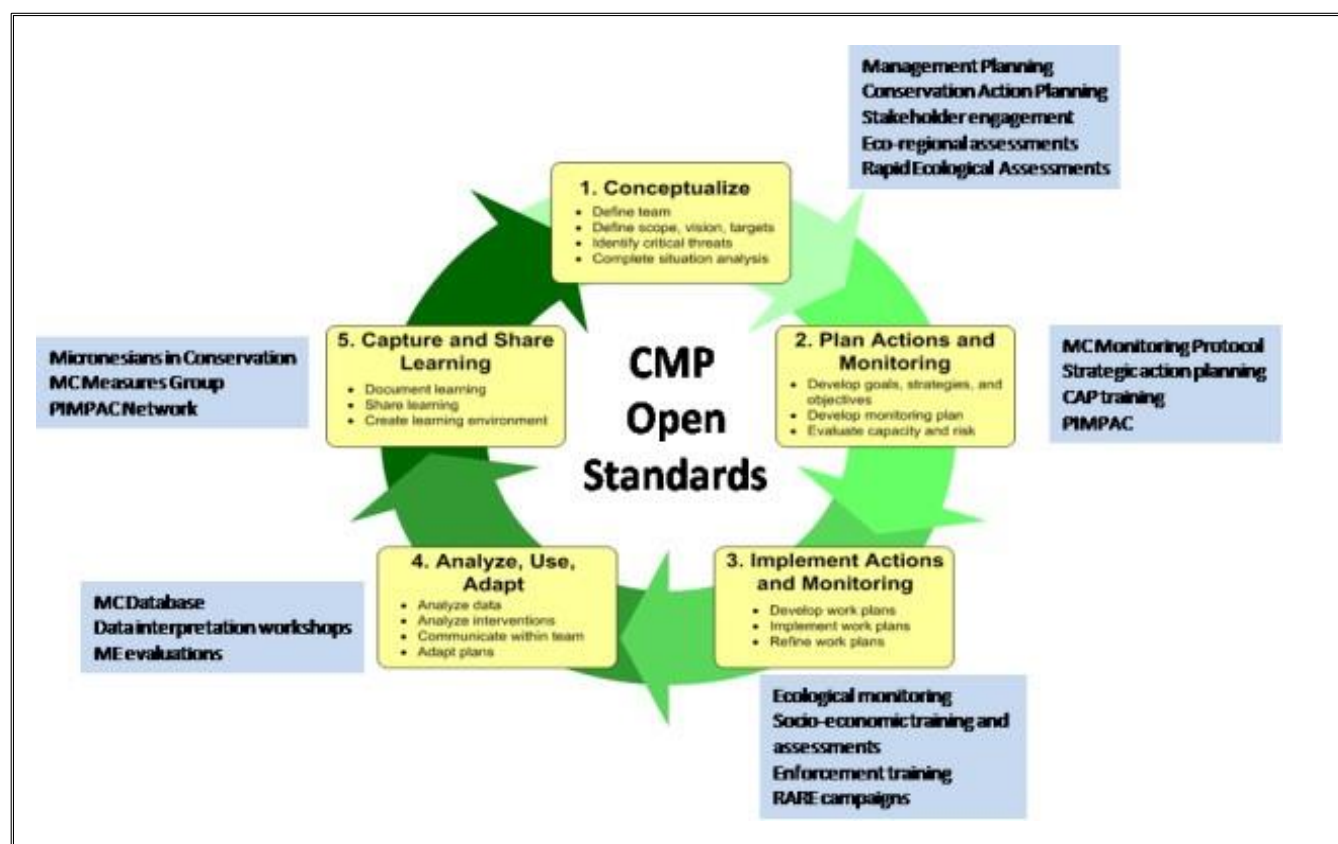 Management Planning
Conservation Action Planning
Stakeholder engagement
Eco-regional assessments
Rapid Ecological Assessments
1. Conceptualize
• Define team
• Define scope, vision, targets
• Identify critical threats
• Complete situation analysis
CMP
Open
Standards
2. Plan Actions and
Monitoring
• Develop goals, strategies, and
objectives
• Develop monitoring plan
• Evaluate capacity and risk
MC Monitoring Protocol
Strategic action planning
CAP training
PIMPAC
3. Implement Actions
and Monitoring
• Develop work plans
• Implement work plans
• Refine work plans
Ecological monitoring
Socio-economic training and
assessments
Enforcement training
RARE campaigns
4. Analyze, Use,
Adapt
• Analyze data
• Analyze interventions
• Communicate within team
• Adapt plans
MC Database
Data interpretation workshops
ME evaluations
5. Capture and Share
Learning
• Document learning
• Share learning
• Create learning environment
Micronesians in Conservation
MC Measures Group
PIMPAC Network